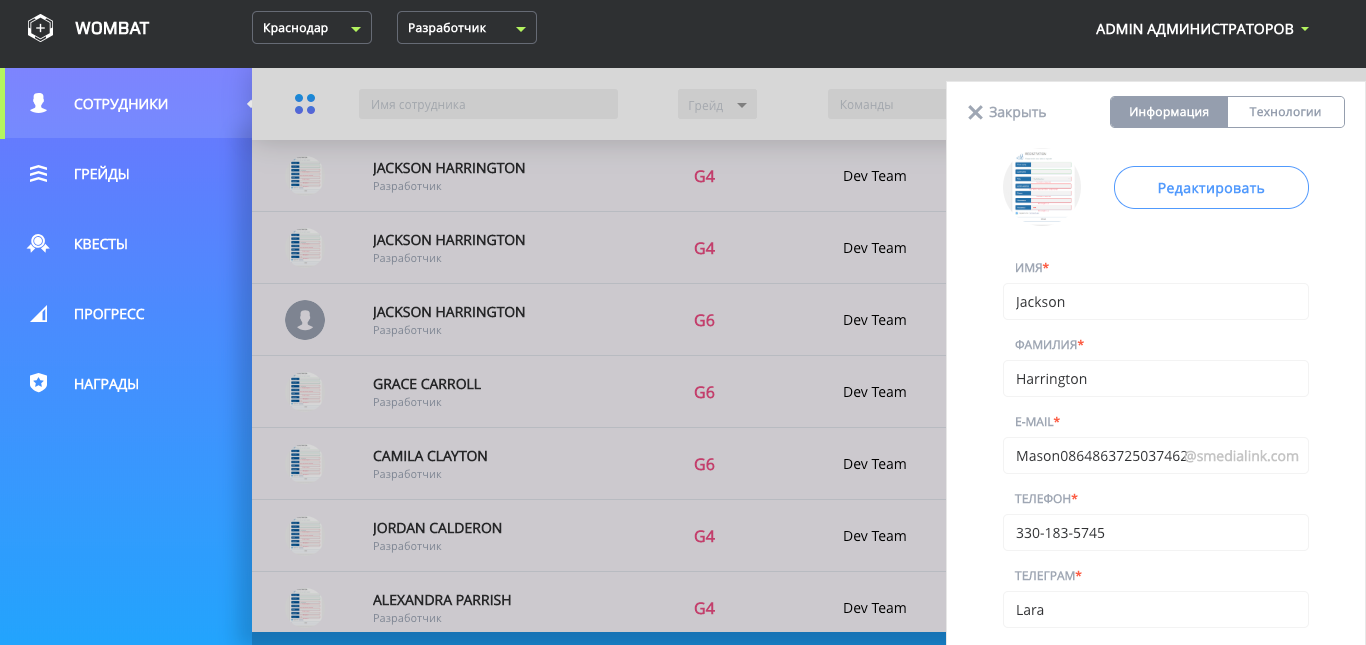 WOMBAT
Краснодар
Разработчик
ADMIN АДМИНИСТРАТОРОВ
СОТРУДНИКИ
ГРЕЙДЫ
КВЕСТЫ
ПРОГРЕСС
НАГРАДЫ
Имя сотрудника
Грейд
Команды
JACKSON HARRINGTON
Разработчик
G4
Dev Team
JACKSON HARRINGTON
Разработчик
G4
Dev Team
JACKSON HARRINGTON
Разработчик
G6
Dev Team
GRACE CARROLL
Разработчик
G6
Dev Team
CAMILA CLAYTON
Разработчик
G6
Dev Team
JORDAN CALDERON
Разработчик
G4
Dev Team
ALEXANDRA PARRISH
Разработчик
G4
Dev Team
Закрыть
Информация
Технологии
Редактировать
ИМЯ*
Jackson
ФАМИЛИЯ*
Harrington
E-MAIL*
Mason0864863725037462@smedialink.com
ТЕЛЕФОН*
330-183-5745
ТЕЛЕГРАМ*
Lara